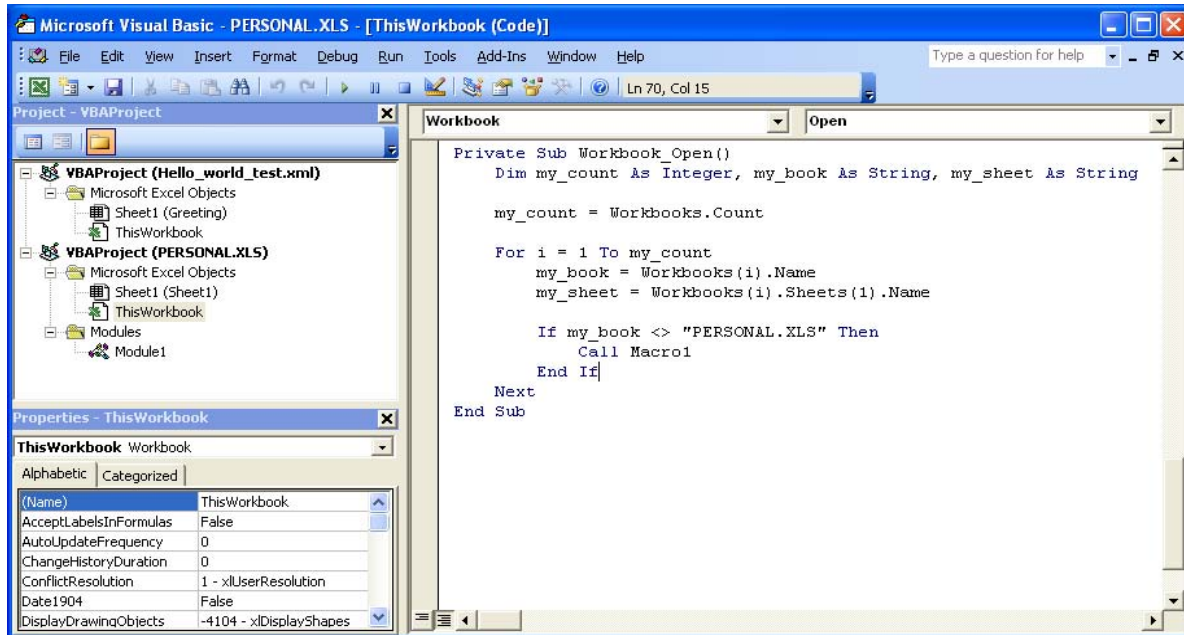 Microsoft Visual Basic - PERSONAL.XLS - [ThisWorkbook (Code)]
File Edit View Insert Format Debug Run Tools Add-Ins Window Help
Type a question for help
Ln 70, Col 15
Project - VBAProject
VBAProject (Hello_world_test.xml)
Microsoft Excel Objects
Sheet1 (Greeting)
ThisWorkbook
VBAProject (PERSONAL.XLS)
Microsoft Excel Objects
Sheet1 (Sheet1)
ThisWorkbook
Modules
Module1
Properties - ThisWorkbook
ThisWorkbook Workbook
Alphabetic Categorized
(Name) ThisWorkbook
AcceptLabelsInFormulas False
AutoUpdateFrequency 0
ChangeHistoryDuration 0
ConflictResolution 1 - xlUserResolution
Date1904 False
DisplayDrawingObjects -4104 - xlDisplayShapes
Workbook Open
Private Sub Workbook_Open()
Dim my_count As Integer, my_book As String, my_sheet As String
my_count = Workbooks.Count
For i = 1 To my_count
my_book = Workbooks(i).Name
my_sheet = Workbooks(i).Sheets(1).Name
If my_book <> "PERSONAL.XLS" Then
Call Macro1
End If
Next
End Sub